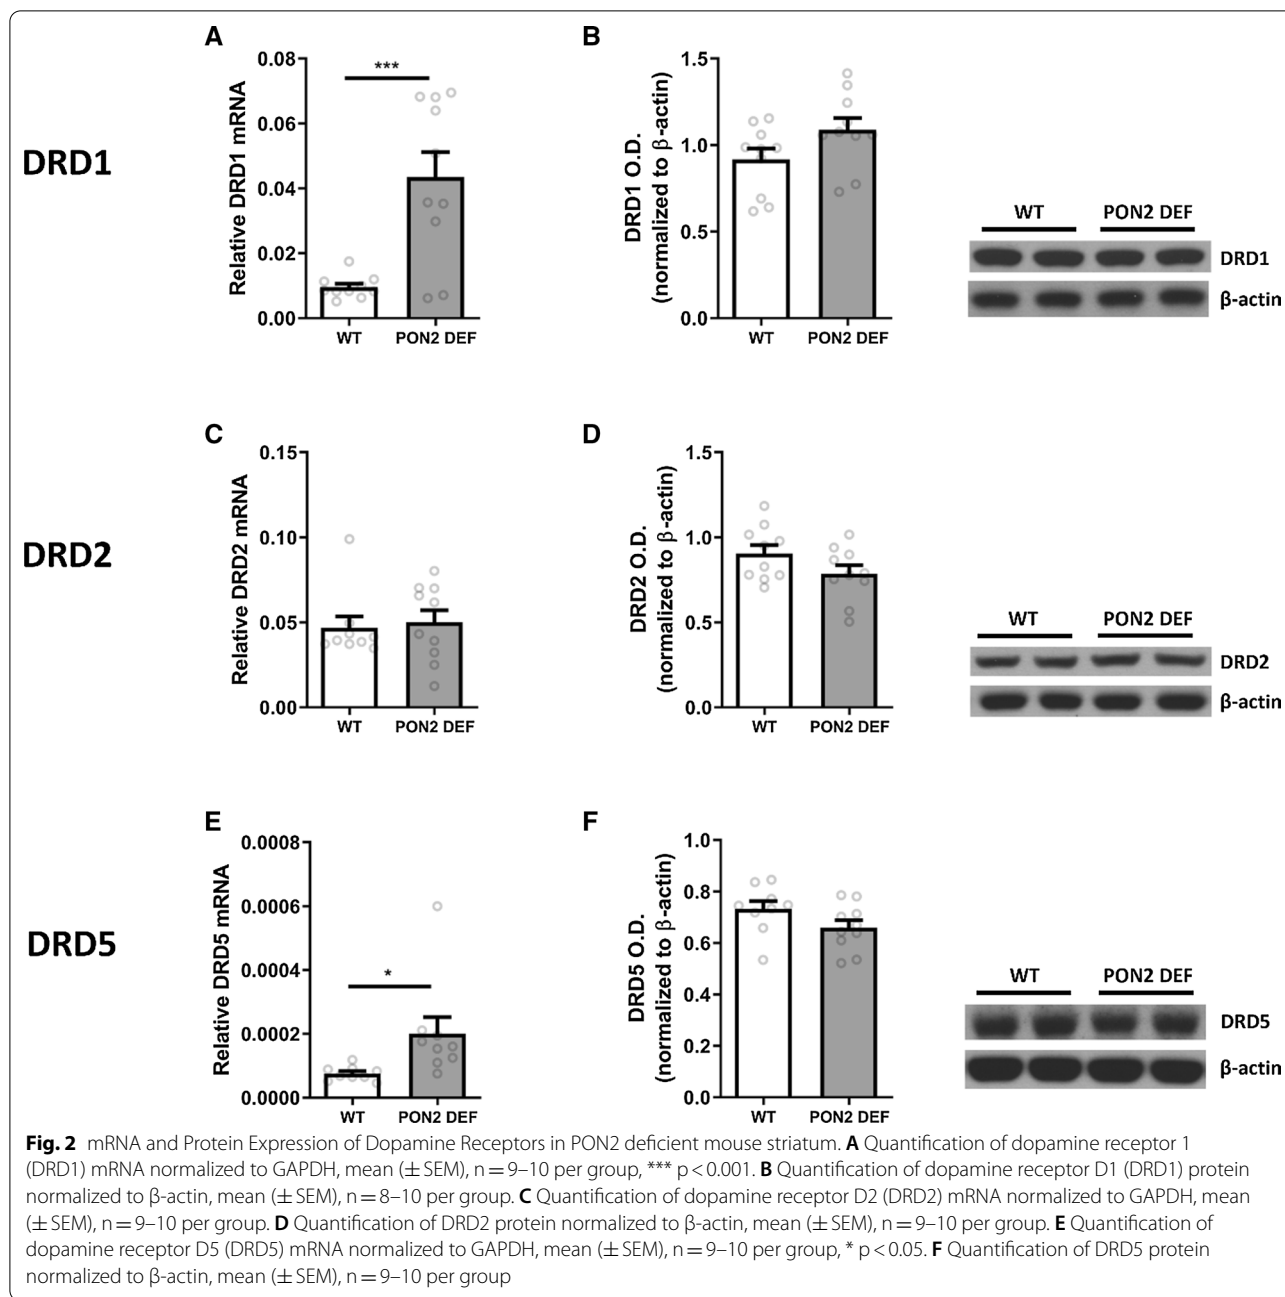 A
DRD1
Relative DRD1 mRNA
0.08
0.06
0.04
0.02
0.00
***
WT
PON2 DEF
B
DRD1 O.D.
(normalized to β-actin)
1.5
1.0
0.5
0.0
WT
PON2 DEF
WT
PON2 DEF
DRD1
β-actin
C
DRD2
Relative DRD2 mRNA
0.15
0.10
0.05
0.00
WT
PON2 DEF
D
DRD2 O.D.
(normalized to β-actin)
1.5
1.0
0.5
0.0
WT
PON2 DEF
WT
PON2 DEF
DRD2
β-actin
E
DRD5
Relative DRD5 mRNA
0.0008
0.0006
0.0004
0.0002
0.0000
*
WT
PON2 DEF
F
DRD5 O.D.
(normalized to β-actin)
1.0
0.8
0.6
0.4
0.2
0.0
WT
PON2 DEF
WT
PON2 DEF
DRD5
β-actin
Fig. 2 mRNA and Protein Expression of Dopamine Receptors in PON2 deficient mouse striatum. A Quantification of dopamine receptor 1
(DRD1) mRNA normalized to GAPDH, mean (± SEM), n = 9–10 per group, *** p < 0.001. B Quantification of dopamine receptor D1 (DRD1) protein
normalized to β-actin, mean (± SEM), n = 8–10 per group. C Quantification of dopamine receptor D2 (DRD2) mRNA normalized to GAPDH, mean
(± SEM), n = 9–10 per group. D Quantification of DRD2 protein normalized to β-actin, mean (± SEM), n = 9–10 per group. E Quantification of
dopamine receptor D5 (DRD5) mRNA normalized to GAPDH, mean (± SEM), n = 9–10 per group, * p < 0.05. F Quantification of DRD5 protein
normalized to β-actin, mean (± SEM), n = 9–10 per group